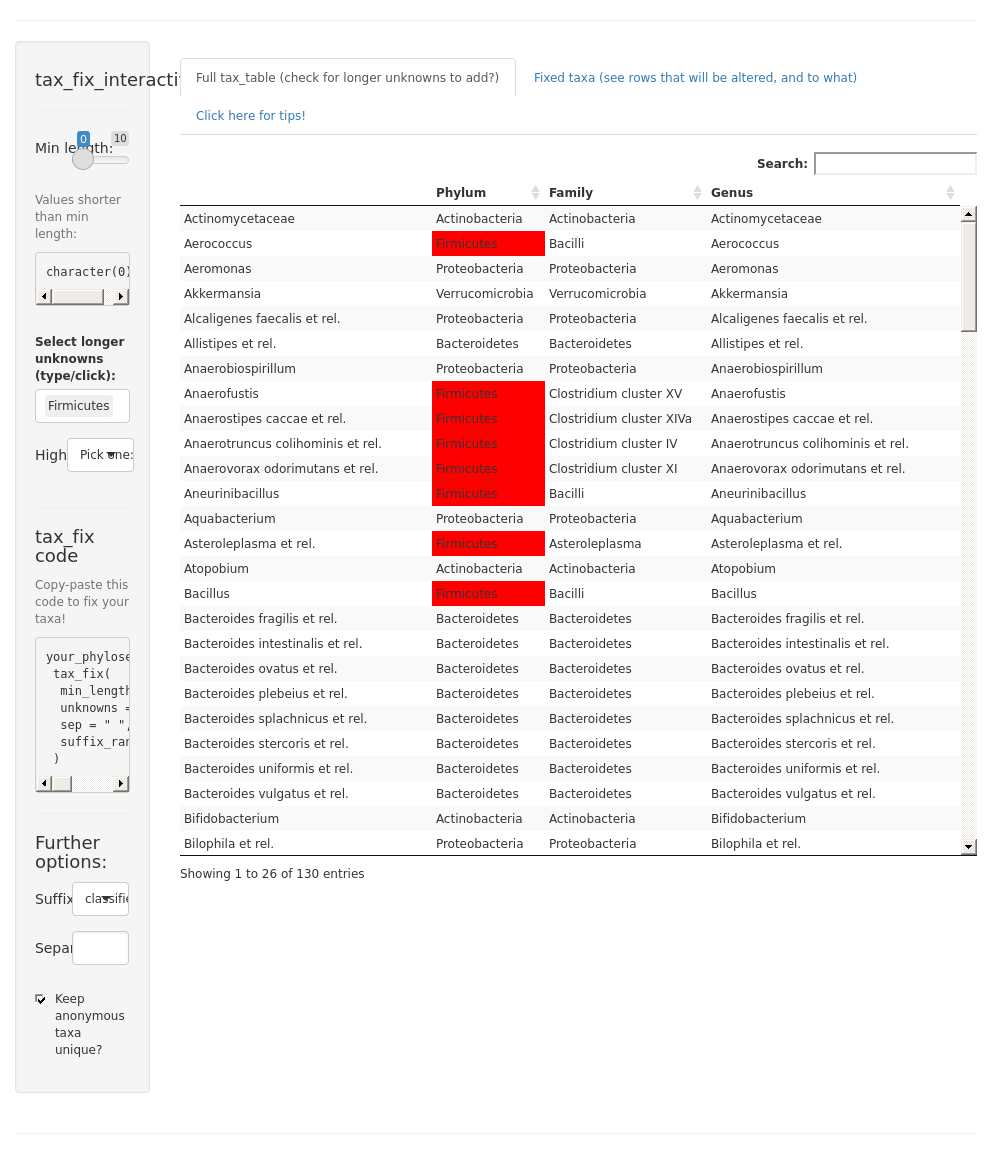 tax_fix_interacti
Min length:
0
10
Values shorter
than min
length:
character(0)
Select longer
unknowns
(type/click):
Firmicutes
High
Pick one:
tax_fix
code
Copy-paste this
code to fix your
taxa!
your_phylose
tax_fix(
min_length
unknowns =
sep = " ",
suffix_ran
)
Further
options:
Suffix
classifie
Separ
Keep
anonymous
taxa
unique?
Full tax_table (check for longer unknowns to add?)
Fixed taxa (see rows that will be altered, and to what)
Click here for tips!
Search:
Phylum Family Genus
Actinomycetaceae Actinobacteria Actinobacteria Actinomycetaceae
Aerococcus Firmicutes Bacilli Aerococcus
Aeromonas Proteobacteria Proteobacteria Aeromonas
Akkermansia Verrucomicrobia Verrucomicrobia Akkermansia
Alcaligenes faecalis et rel. Proteobacteria Proteobacteria Alcaligenes faecalis et rel.
Allistipes et rel. Bacteroidetes Bacteroidetes Allistipes et rel.
Anaerobiospirillum Proteobacteria Proteobacteria Anaerobiospirillum
Anaerofustis Firmicutes Clostridium cluster XV Anaerofustis
Anaerostipes caccae et rel. Firmicutes Clostridium cluster XIVa Anaerostipes caccae et rel.
Anaerotruncus colihominis et rel. Firmicutes Clostridium cluster IV Anaerotruncus colihominis et rel.
Anaerovorax odorimutans et rel. Firmicutes Clostridium cluster XI Anaerovorax odorimutans et rel.
Aneurinibacillus Firmicutes Bacilli Aneurinibacillus
Aquabacterium Proteobacteria Proteobacteria Aquabacterium
Asteroleplasma et rel. Firmicutes Asteroleplasma Asteroleplasma et rel.
Atopobium Actinobacteria Actinobacteria Atopobium
Bacillus Firmicutes Bacilli Bacillus
Bacteroides fragilis et rel. Bacteroidetes Bacteroidetes Bacteroides fragilis et rel.
Bacteroides intestinalis et rel. Bacteroidetes Bacteroidetes Bacteroides intestinalis et rel.
Bacteroides ovatus et rel. Bacteroidetes Bacteroidetes Bacteroides ovatus et rel.
Bacteroides plebeius et rel. Bacteroidetes Bacteroidetes Bacteroides plebeius et rel.
Bacteroides splachnicus et rel. Bacteroidetes Bacteroidetes Bacteroides splachnicus et rel.
Bacteroides stercoris et rel. Bacteroidetes Bacteroidetes Bacteroides stercoris et rel.
Bacteroides uniformis et rel. Bacteroidetes Bacteroidetes Bacteroides uniformis et rel.
Bacteroides vulgatus et rel. Bacteroidetes Bacteroidetes Bacteroides vulgatus et rel.
Bifidobacterium Actinobacteria Actinobacteria Bifidobacterium
Bilophila et rel. Proteobacteria Proteobacteria Bilophila et rel.
Showing 1 to 26 of 130 entries